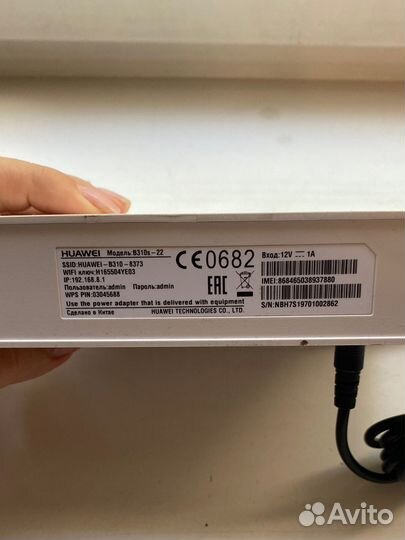 HUAWEI Модель:B310s-22
SSID:HUAWEI-B310-8373
WIFI ключ:H165504YE03
IP:192.168.8.1
Пользователь:admin Пароль:admin
WPS PIN:03045688
Use the power adapter that is delivered with equipment
Сделано в Китае HUAWEI TECHNOLOGIES CO., LTD.
CE0682
EAC
Вход:12V 1A
IMEI:868465038937880
S/N:NBH7S19701002862
Avito